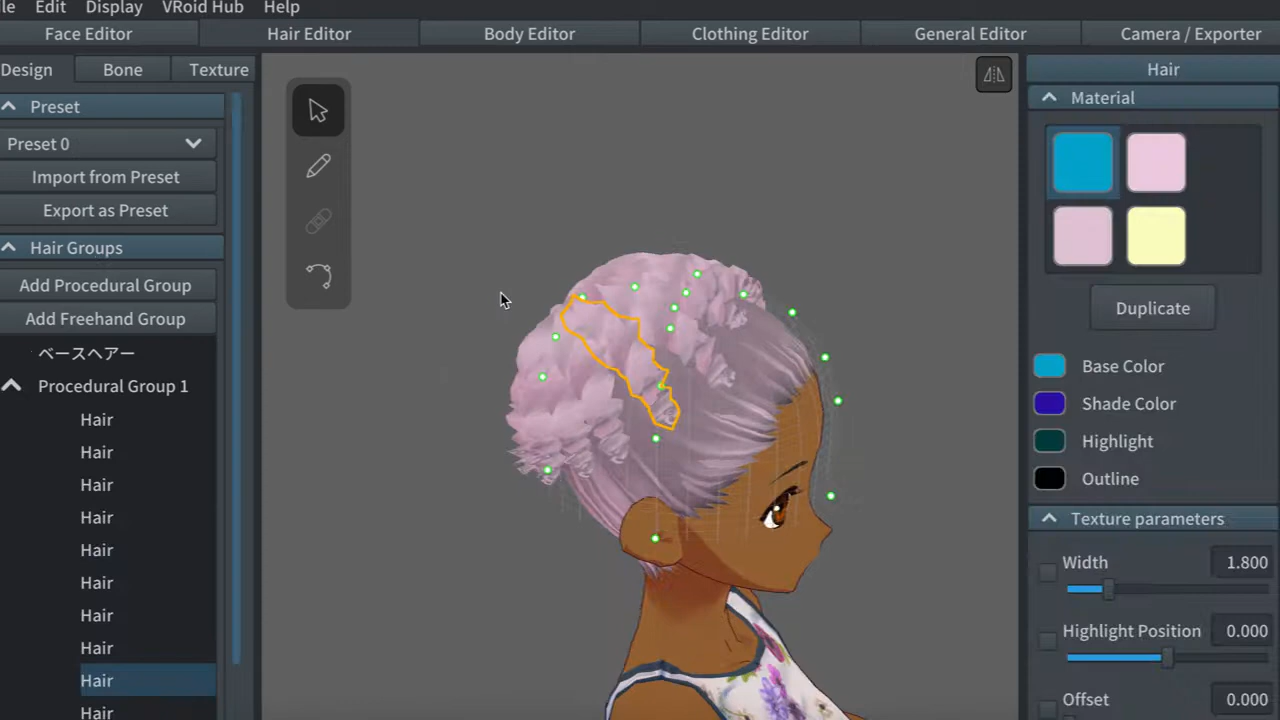 le Edit Display VRoid Hub Help
Face Editor Hair Editor Body Editor Clothing Editor General Editor Camera / Exporter
Design Bone Texture
Preset
Preset 0
Import from Preset
Export as Preset
Hair Groups
Add Procedural Group
Add Freehand Group
ベースヘアー
Procedural Group 1
Hair
Hair
Hair
Hair
Hair
Hair
Hair
Hair
Hair
Hair
Hair
Material
Duplicate
Base Color
Shade Color
Highlight
Outline
Texture parameters
Width 1.800
Highlight Position 0.000
Offset 0.000